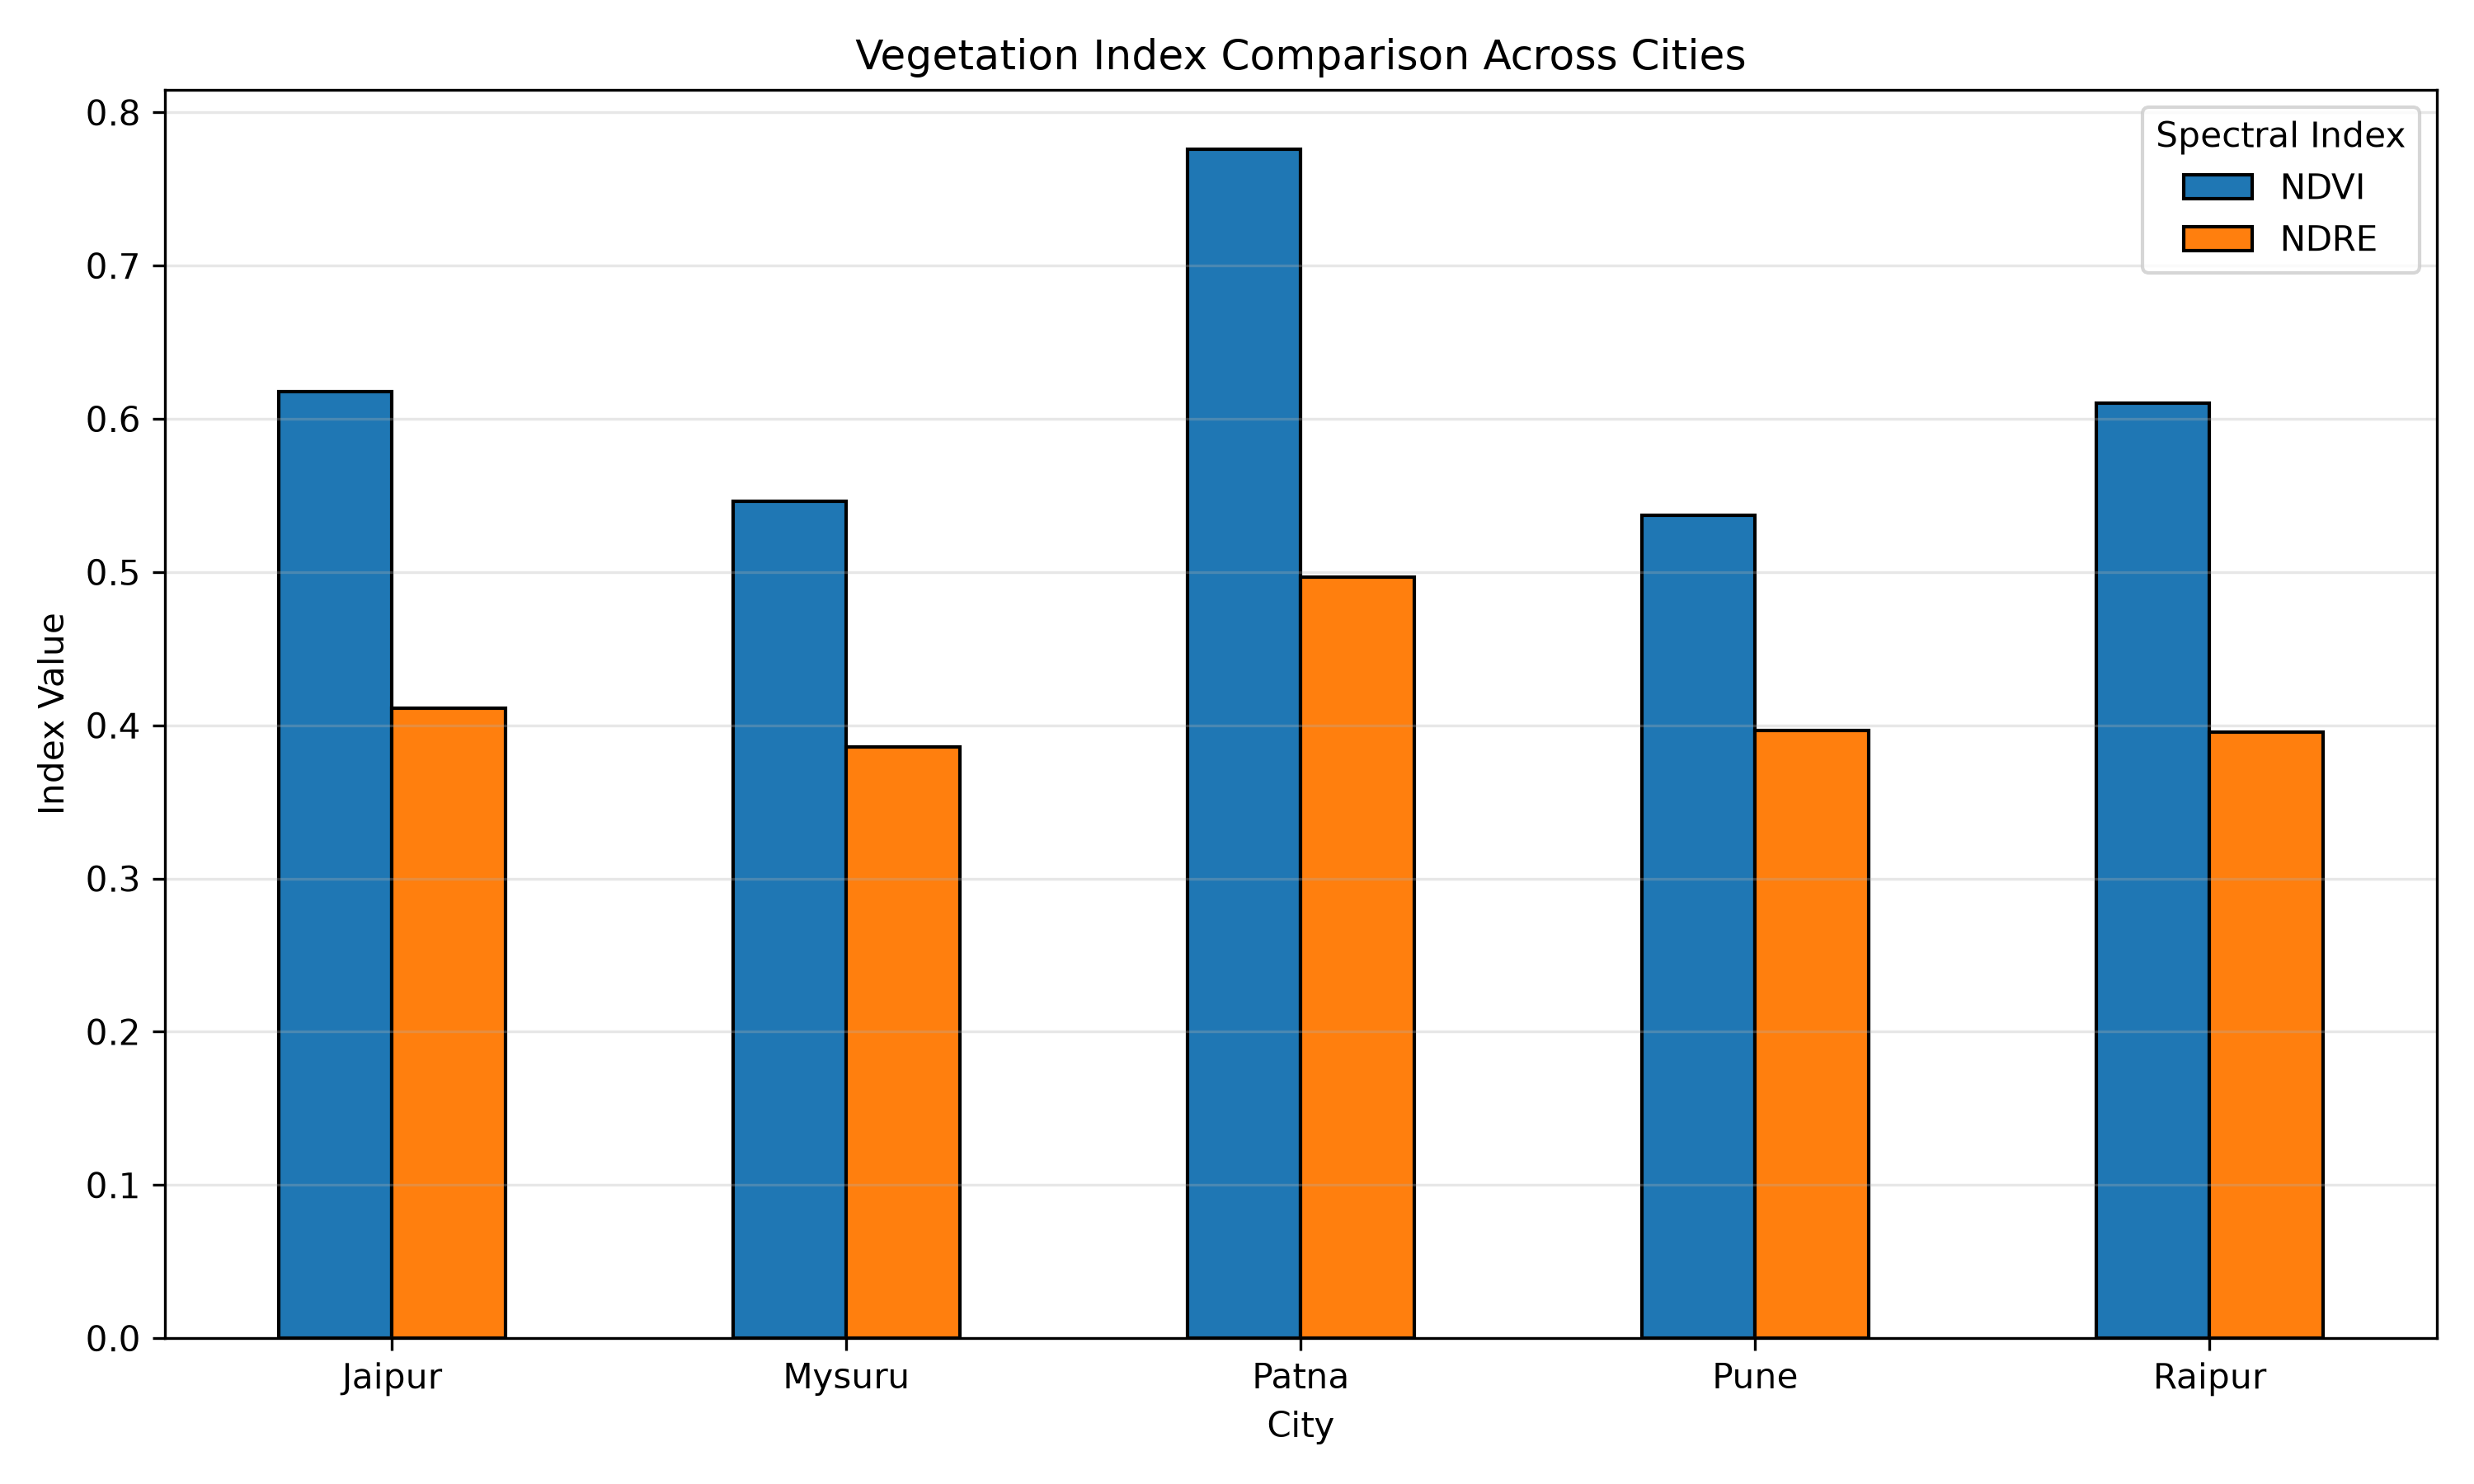 Vegetation Index Comparison Across Cities
Spectral Index
NDVI
NDRE
Index Value
0.8
0.7
0.6
0.5
0.4
0.3
0.2
0.1
0.0
Jaipur Mysuru Patna Pune Raipur
City